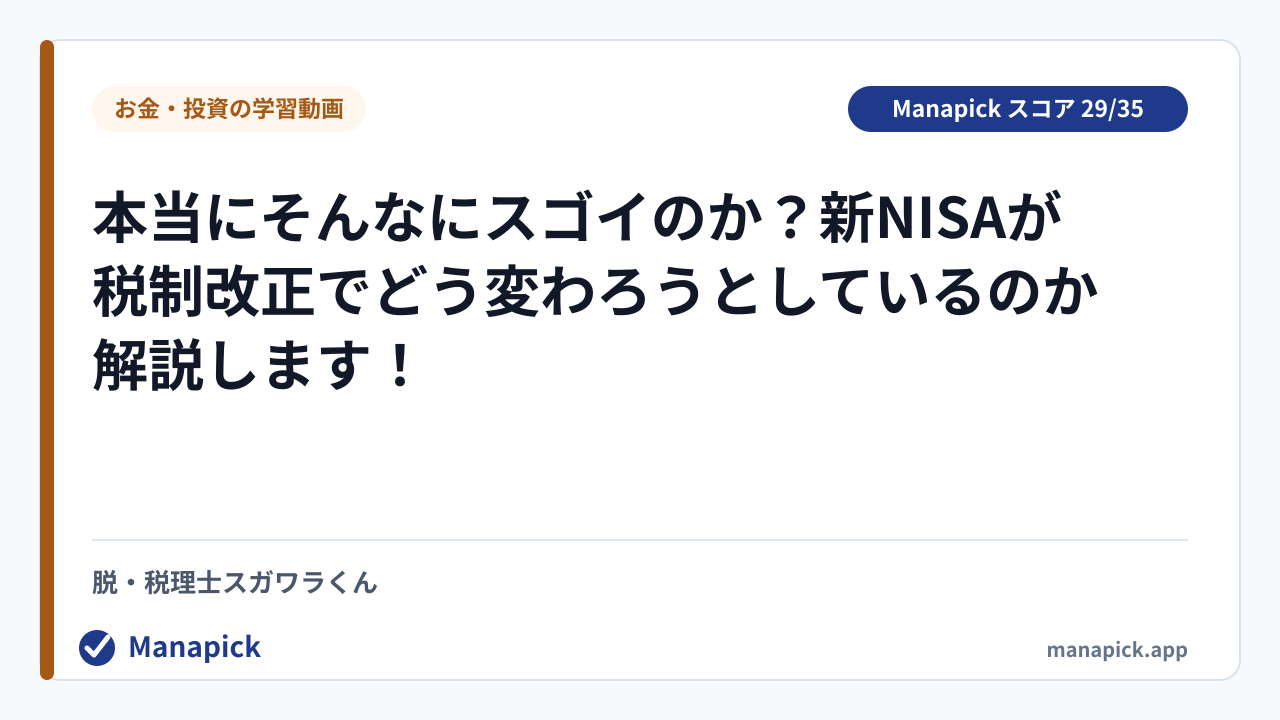 お金・投資の学習動画
Manapick スコア 29/35
本当にそんなにスゴイのか？新NISAが
税制改正でどう変わろうとしているのか
解説します！
脱・税理士スガワラくん
Manapick
manapick.app